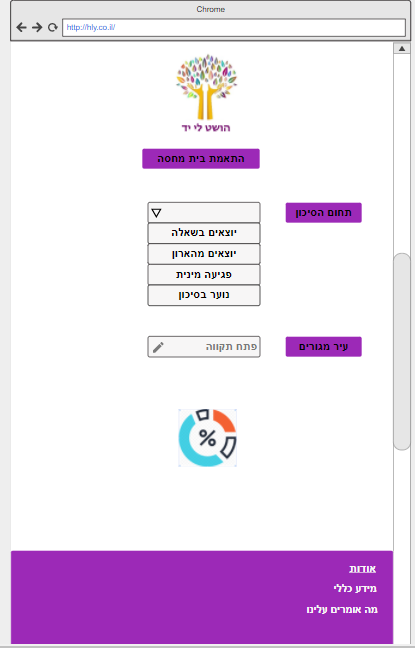 Chrome
http://hly.co.il/
הושט לי יד
התאמת בית מחסה
תחום הסיכון
יוצאים בשאלה
יוצאים מהארון
פגיעה מינית
נוער בסיכון
עיר מגורים
פתח תקווה
%
אודות
מידע כללי
מה אומרים עלינו